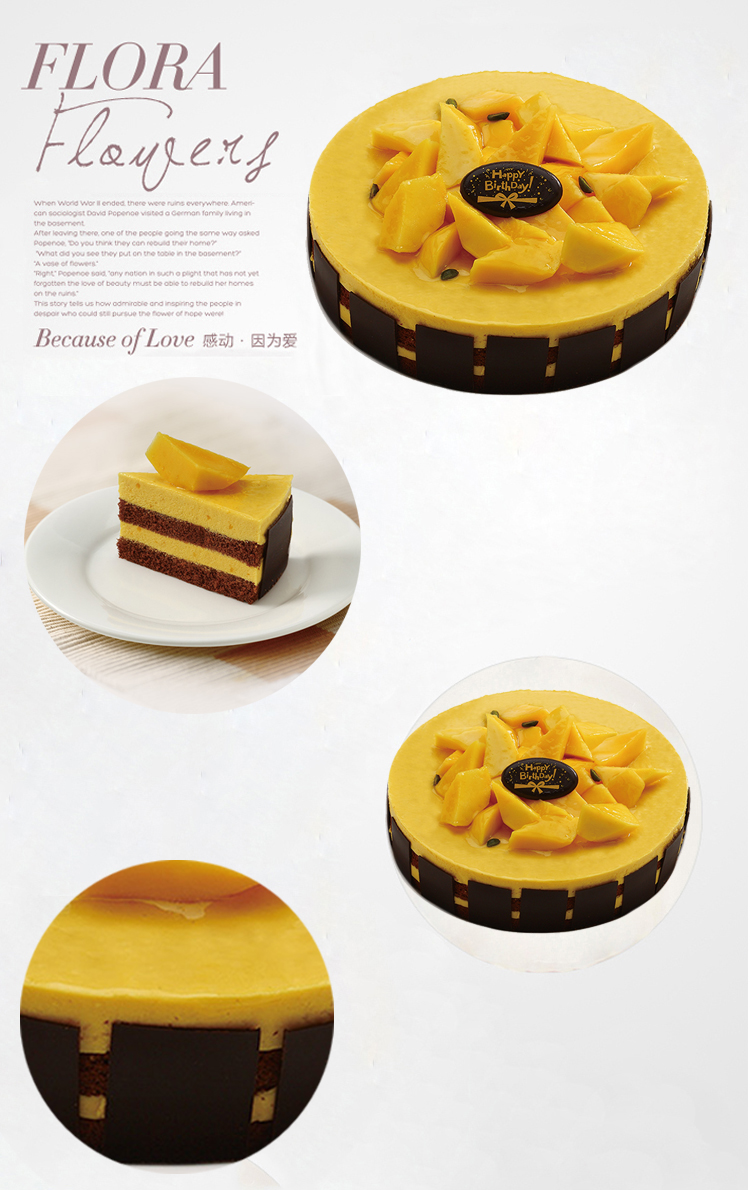 FLORA
Flowers
When World War II ended, there were ruins everywhere. Ameri-
can sociologist David Popenoe visited a German family living in
the basement.
After leaving there, one of the people going the same way asked
Popenoe, "Do you think they can rebuild their home?"
"What did you see they put on the table in the basement?"
"A vase of flowers."
"Right," Popenoe said, "any nation in such a plight that has not yet
forgotten the love of beauty must be able to rebuild her homes
on the ruins."
This story tells us how admirable and inspiring the people in
despair who could still pursue the flower of hope were!
Because of Love 感动·因为爱
Happy
BirthDay!
Happy
BirthDay!